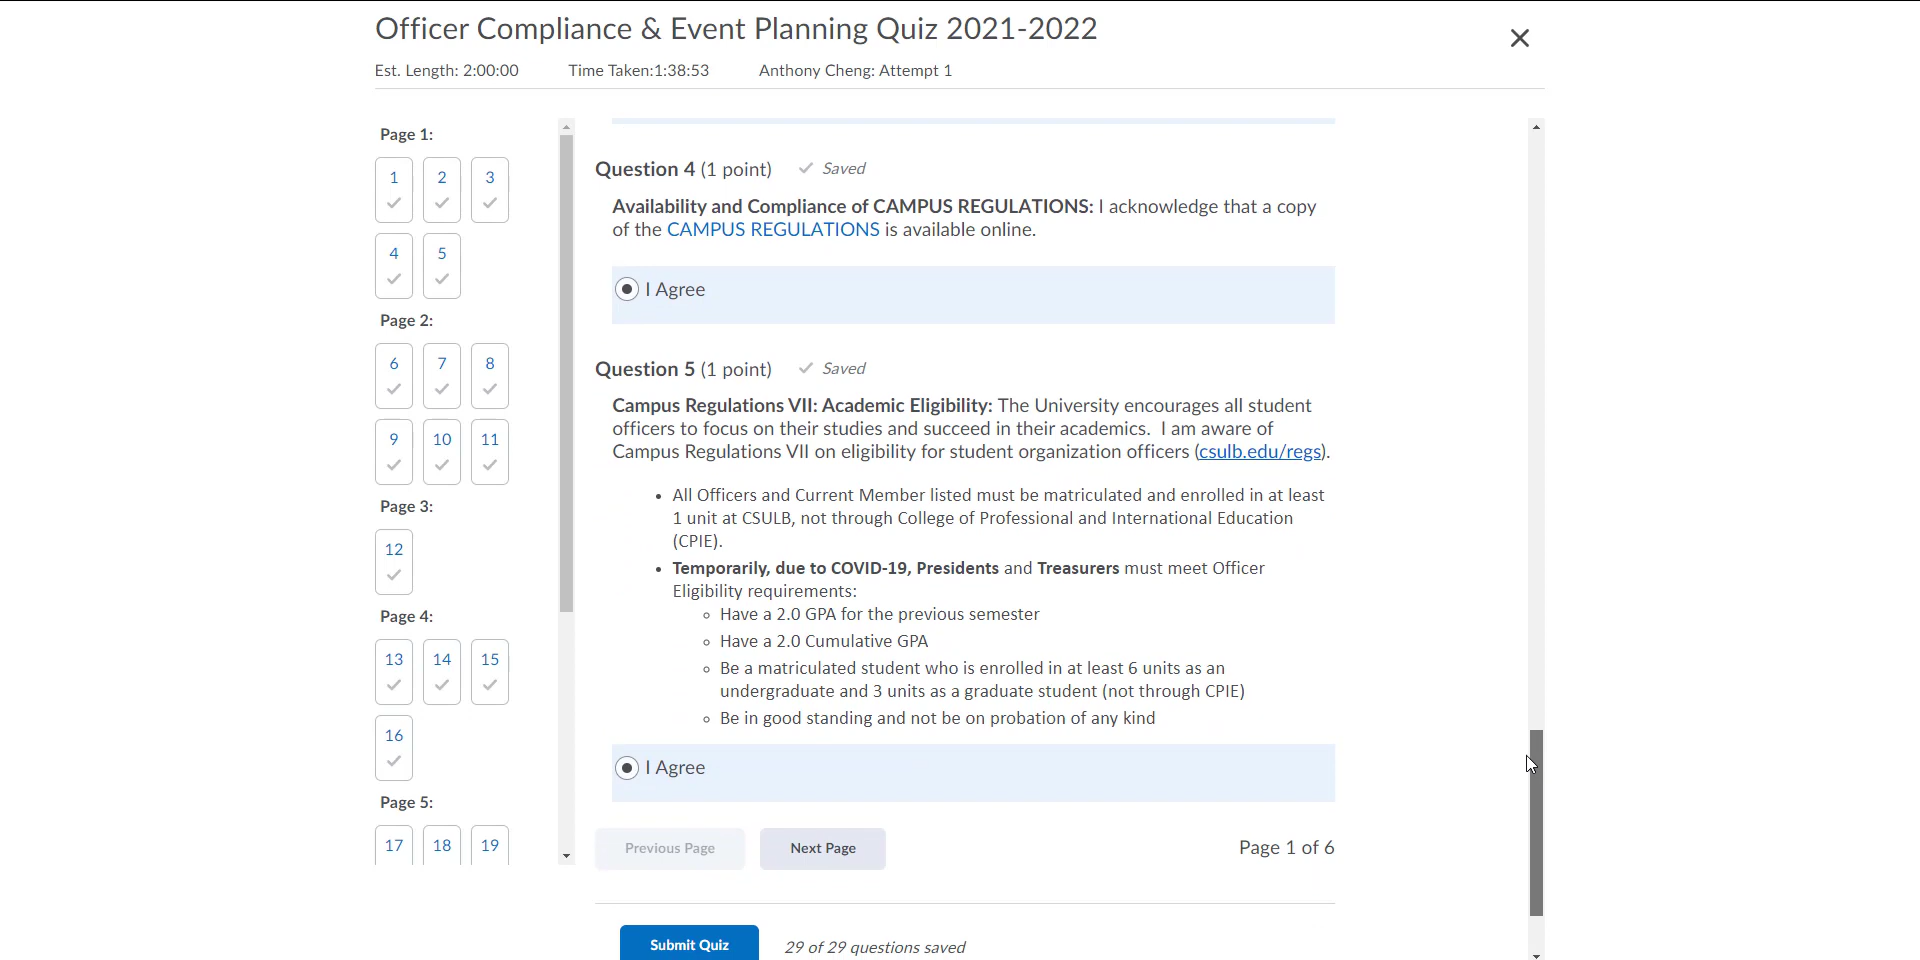 Officer Compliance & Event Planning Quiz 2021-2022
Est. Length: 2:00:00 Time Taken:1:38:53 Anthony Cheng: Attempt 1
Page 1:
1 2 3
4 5
Page 2:
6 7 8
9 10 11
Page 3:
12
Page 4:
13 14 15
16
Page 5:
17 18 19
Question 4 (1 point) Saved
Availability and Compliance of CAMPUS REGULATIONS: I acknowledge that a copy
of the CAMPUS REGULATIONS is available online.
I Agree
Question 5 (1 point) Saved
Campus Regulations VII: Academic Eligibility: The University encourages all student
officers to focus on their studies and succeed in their academics. I am aware of
Campus Regulations VII on eligibility for student organization officers (csulb.edu/regs).
• All Officers and Current Member listed must be matriculated and enrolled in at least
1 unit at CSULB, not through College of Professional and International Education
(CPIE).
• Temporarily, due to COVID-19, Presidents and Treasurers must meet Officer
Eligibility requirements:
◦ Have a 2.0 GPA for the previous semester
◦ Have a 2.0 Cumulative GPA
◦ Be a matriculated student who is enrolled in at least 6 units as an
undergraduate and 3 units as a graduate student (not through CPIE)
◦ Be in good standing and not be on probation of any kind
I Agree
Previous Page Next Page Page 1 of 6
Submit Quiz 29 of 29 questions saved